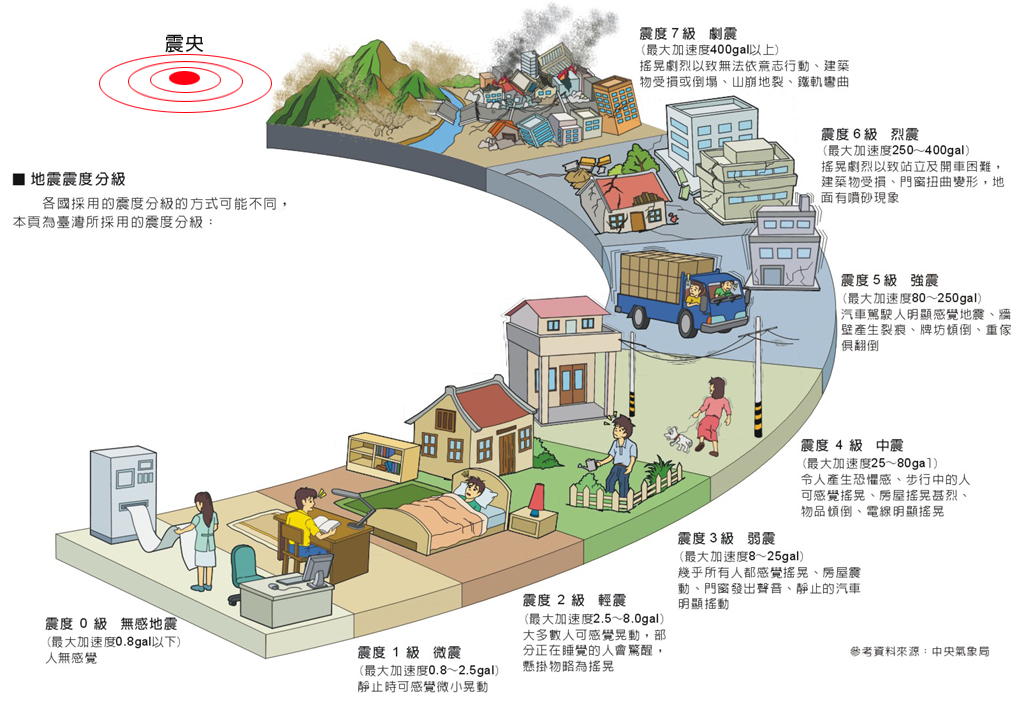 震央
■ 地震震度分級
各國採用的震度分級的方式可能不同，
本頁為臺灣所採用的震度分級：
震度 7 級 劇震
(最大加速度400gal以上)
搖晃劇烈以致無法依意志行動、建築
物受損或倒塌、山崩地裂、鐵軌彎曲
震度 6 級 烈震
(最大加速度250～400gal)
搖晃劇烈以致站立及開車困難，
建築物受損、門窗扭曲變形，地
面有噴砂現象
震度 5 級 強震
(最大加速度80～250gal)
汽車駕駛人明顯感覺地震、牆
壁產生裂痕、牌坊傾倒、重傢
俱翻倒
震度 4 級 中震
(最大加速度25～80gal)
令人產生恐懼感、步行中的人
可感覺搖晃、房屋搖晃甚烈、
物品傾倒、電線明顯搖晃
震度 3 級 弱震
(最大加速度8～25gal)
幾乎所有人都感覺搖晃、房屋震
動、門窗發出聲音、靜止的汽車
明顯搖動
震度 2 級 輕震
(最大加速度2.5～8.0gal)
大多數人可感覺晃動，部
分正在睡覺的人會驚醒，
懸掛物略為搖晃
震度 1 級 微震
(最大加速度0.8～2.5gal)
靜止時可感覺微小晃動
震度 0 級 無感地震
(最大加速度0.8gal以下)
人無感覺
參考資料來源：中央氣象局